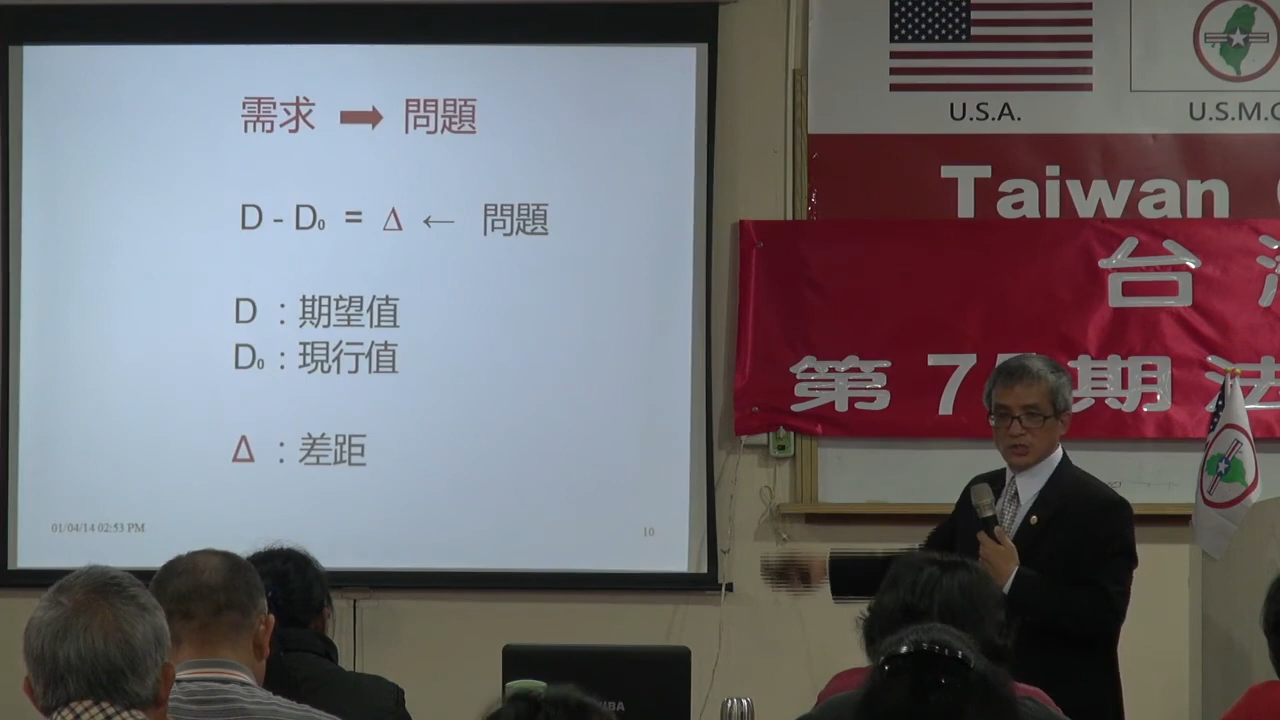 需求 ➡ 問題
D - D₀ = Δ ← 問題
D ：期望值
D₀：現行值
Δ ：差距
01/04/14 02:53 PM
10
U.S.A.
Taiwan
台
第 7 期 法